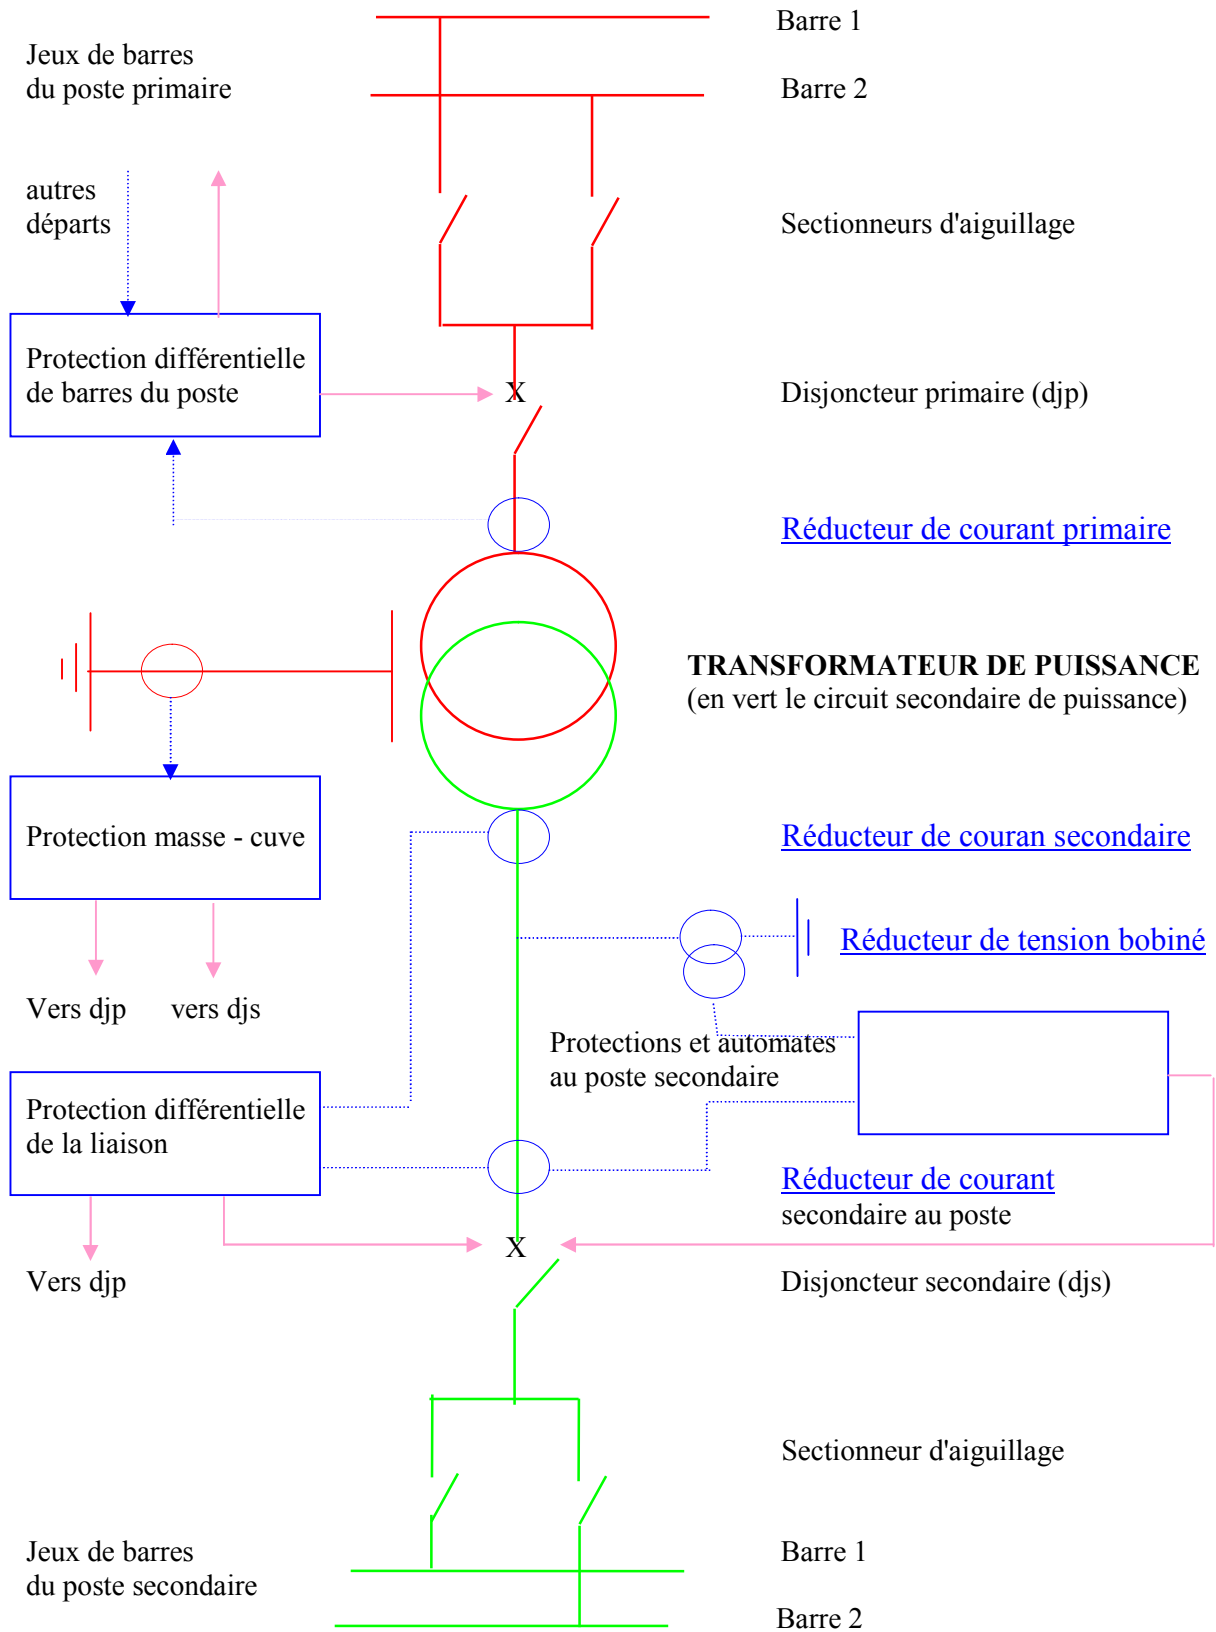 Barre 1
Jeux de barres
du poste primaire
Barre 2
autres
départs
Sectionneurs d'aiguillage
Protection différentielle
de barres du poste
X
Disjoncteur primaire (djp)
Réducteur de courant primaire
TRANSFORMATEUR DE PUISSANCE
(en vert le circuit secondaire de puissance)
Protection masse - cuve
Réducteur de couran secondaire
Réducteur de tension bobiné
Vers djp
vers djs
Protections et automates
au poste secondaire
Protection différentielle
de la liaison
Réducteur de courant
secondaire au poste
X
Vers djp
Disjoncteur secondaire (djs)
Sectionneur d'aiguillage
Jeux de barres
du poste secondaire
Barre 1
Barre 2